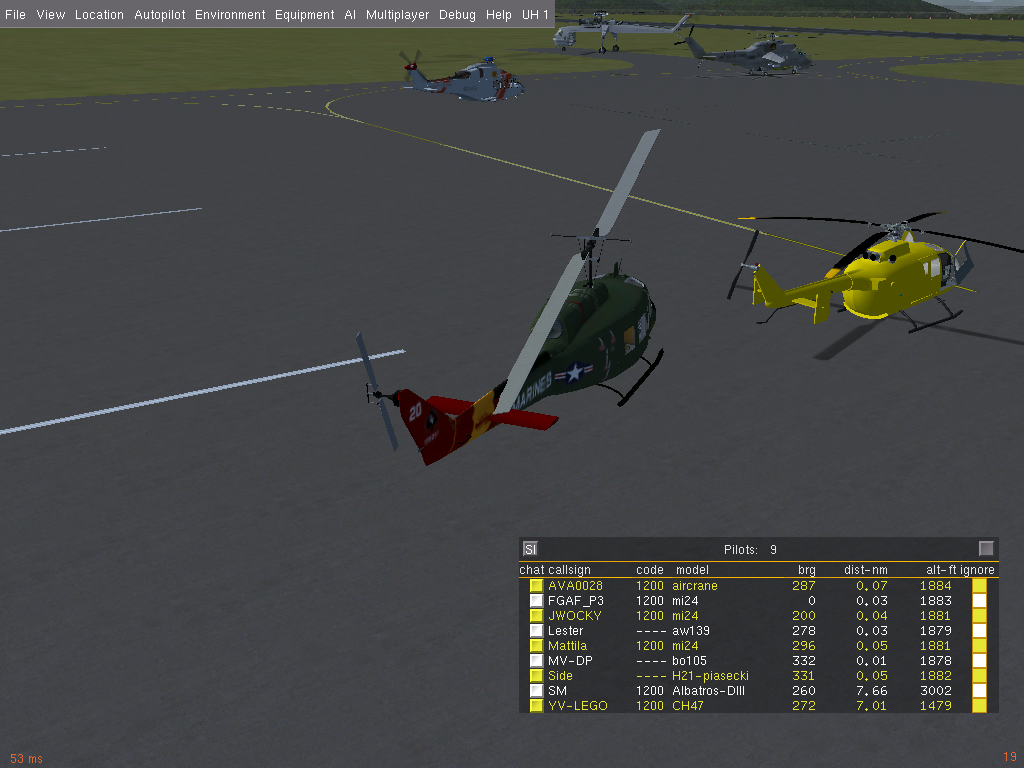 File View Location Autopilot Environment Equipment AI Multiplayer Debug Help UH 1
20
MARINES
SI Pilots: 9
chat callsign code model brg dist-nm alt-ft ignore
AVA0028 1200 aircrane 287 0.07 1884
FGAF_P3 1200 mi24 0 0.03 1883
JWOCKY 1200 mi24 200 0.04 1881
Lester ---- aw139 278 0.03 1879
Mattila 1200 mi24 296 0.05 1881
MV-DP ---- bo105 332 0.01 1878
Side ---- H21-piasecki 331 0.05 1882
SM 1200 Albatros-DIII 260 7.66 3002
YV-LEGO 1200 CH47 272 7.01 1479
53 ms 19